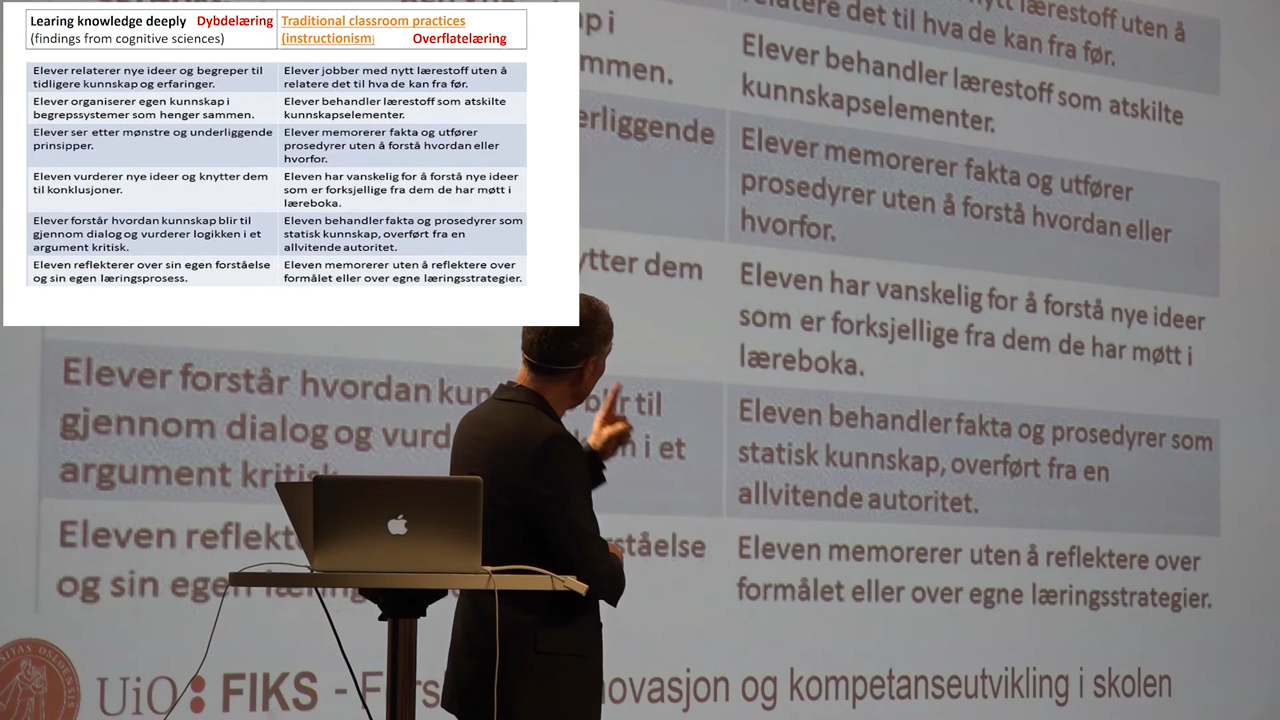 Learing knowledge deeply Dybdelæring
(findings from cognitive sciences)
Traditional classroom practices
(instructionism) Overflatelæring
Elever relaterer nye ideer og begreper til
tidligere kunnskap og erfaringer.
Elever jobber med nytt lærestoff uten å
relatere det til hva de kan fra før.
Elever organiserer egen kunnskap i
begrepssystemer som henger sammen.
Elever behandler lærestoff som atskilte
kunnskapselementer.
Elever ser etter mønstre og underliggende
prinsipper.
Elever memorerer fakta og utfører
prosedyrer uten å forstå hvordan eller
hvorfor.
Eleven vurderer nye ideer og knytter dem
til konklusjoner.
Eleven har vanskelig for å forstå nye ideer
som er forksjellige fra dem de har møtt i
læreboka.
Elever forstår hvordan kunnskap blir til
gjennom dialog og vurderer logikken i et
argument kritisk.
Eleven behandler fakta og prosedyrer som
statisk kunnskap, overført fra en
allvitende autoritet.
Eleven reflekterer over sin egen forståelse
og sin egen læringsprosess.
Eleven memorerer uten å reflektere over
formålet eller over egne læringsstrategier.
nytt lærestoff uten å
relatere det til hva de kan fra før.
p i
mmen.
Elever behandler lærestoff som atskilte
kunnskapselementer.
erliggende
Elever memorerer fakta og utfører
prosedyrer uten å forstå hvordan eller
hvorfor.
ytter dem
Eleven har vanskelig for å forstå nye ideer
som er forksjellige fra dem de har møtt i
læreboka.
Elever forstår hvordan kun blir til
gjennom dialog og vurd n i et
argument kritisk
Eleven behandler fakta og prosedyrer som
statisk kunnskap, overført fra en
allvitende autoritet.
Eleven reflekt rståelse
og sin egen
Eleven memorerer uten å reflektere over
formålet eller over egne læringsstrategier.
UiO FIKS - F novasjon og kompetanseutvikling i skolen